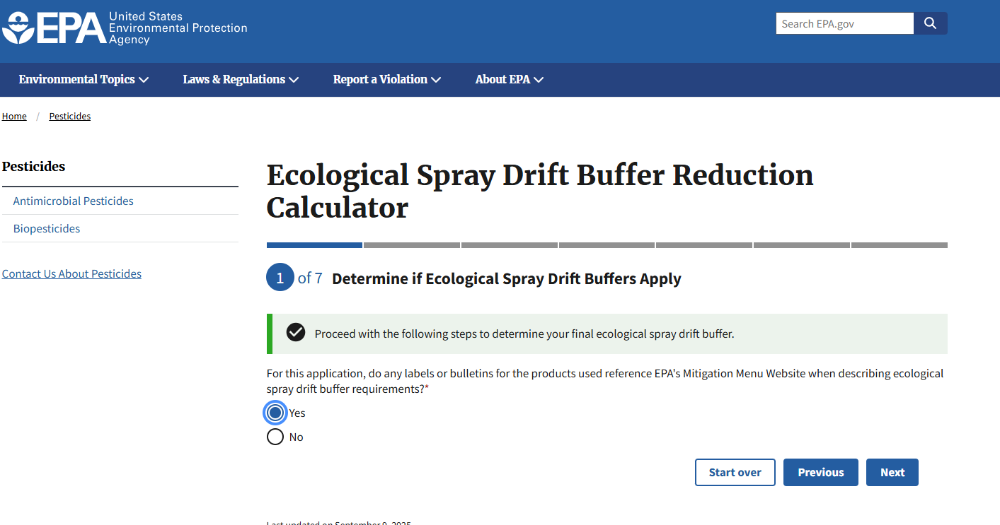 EPA
United States
Environmental Protection
Agency
Search EPA.gov
Environmental Topics
Laws & Regulations
Report a Violation
About EPA
Home / Pesticides
Pesticides
Antimicrobial Pesticides
Biopesticides
Contact Us About Pesticides
Ecological Spray Drift Buffer Reduction
Calculator
1 of 7 Determine if Ecological Spray Drift Buffers Apply
Proceed with the following steps to determine your final ecological spray drift buffer.
For this application, do any labels or bulletins for the products used reference EPA's Mitigation Menu Website when describing ecological
spray drift buffer requirements?*
Yes
No
Start over
Previous
Next
Last updated on September 9, 2025